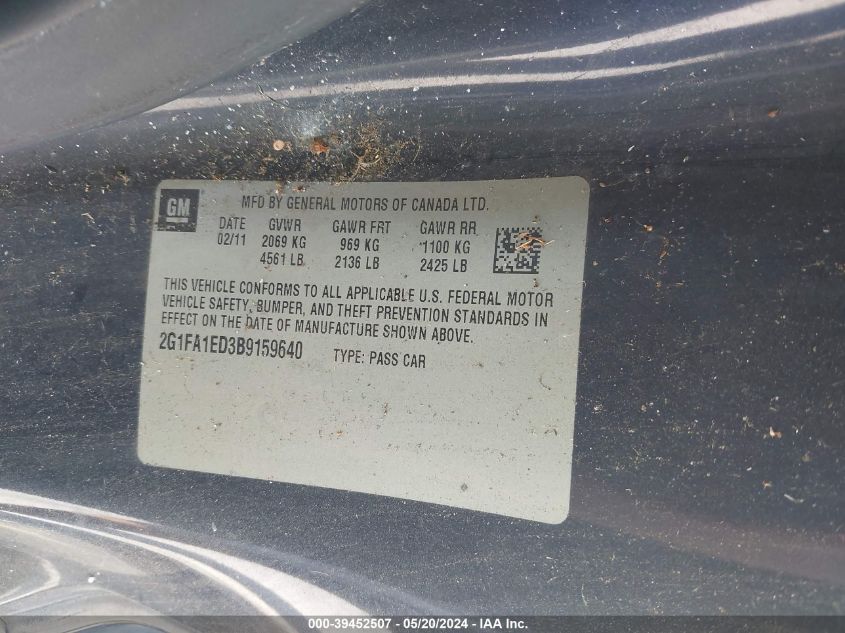 GM
MFD BY GENERAL MOTORS OF CANADA LTD.
DATE GVWR GAWR FRT GAWR RR
02/11 2069 KG 969 KG 1100 KG
4561 LB 2136 LB 2425 LB
THIS VEHICLE CONFORMS TO ALL APPLICABLE U.S. FEDERAL MOTOR
VEHICLE SAFETY, BUMPER, AND THEFT PREVENTION STANDARDS IN
EFFECT ON THE DATE OF MANUFACTURE SHOWN ABOVE.
2G1FA1ED3B9159640 TYPE: PASS CAR
000-39452507 - 05/20/2024 - IAA Inc.